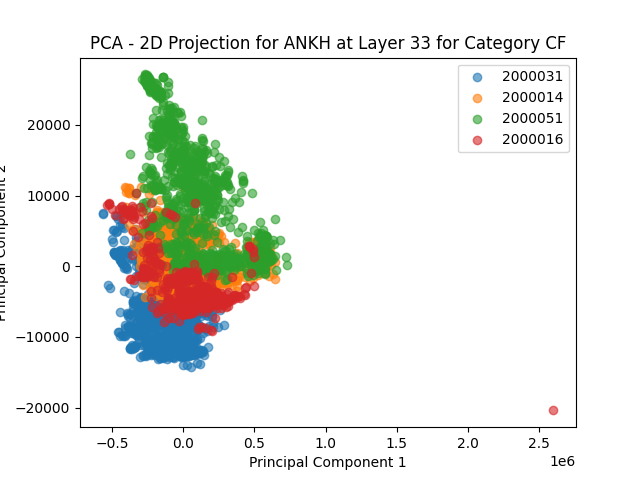 PCA - 2D Projection for ANKH at Layer 33 for Category CF
2000031
2000014
2000051
2000016
20000
10000
0
−10000
−20000
Principal Component 2
−0.5 0.0 0.5 1.0 1.5 2.0 2.5
1e6
Principal Component 1